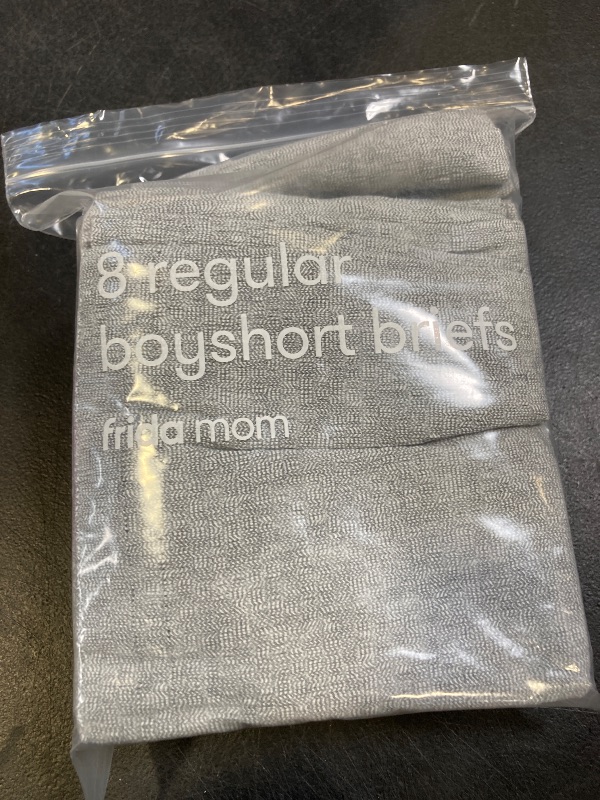 8 regular
boyshort briefs
frida mom